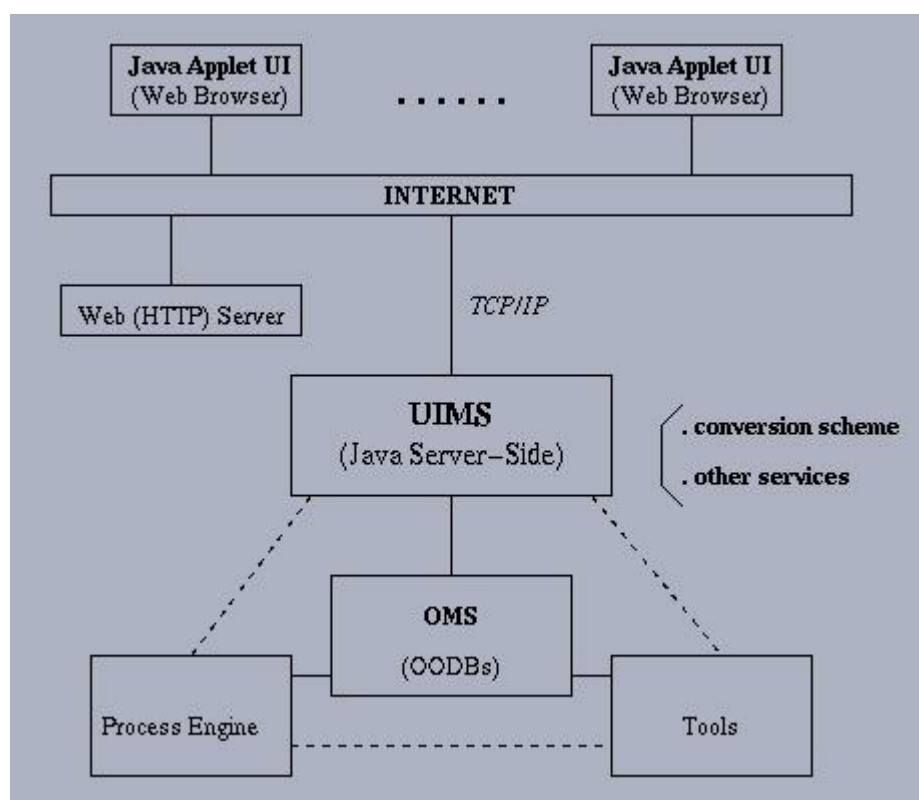 Java Applet UI
(Web Browser)
......
Java Applet UI
(Web Browser)
INTERNET
Web (HTTP) Server
TCP/IP
UIMS
(Java Server-Side)
. conversion scheme
. other services
OMS
(OODBs)
Process Engine
Tools